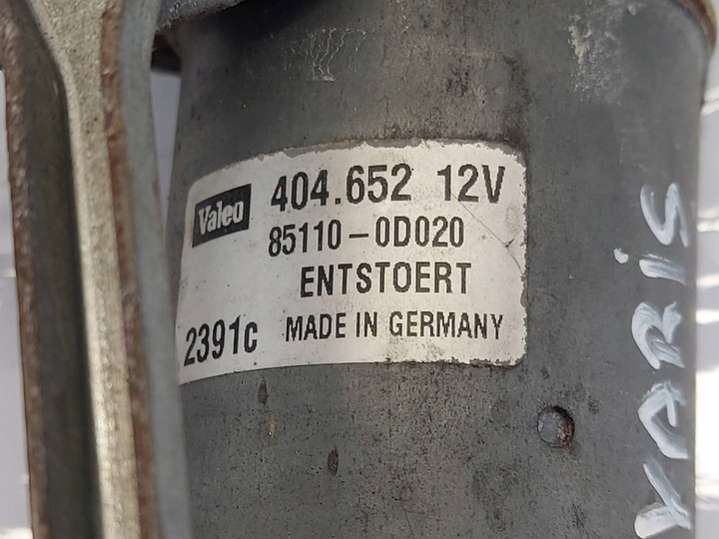 Valeo 404.652 12V
85110-0D020
ENTSTOERT
2391c MADE IN GERMANY
YARiS